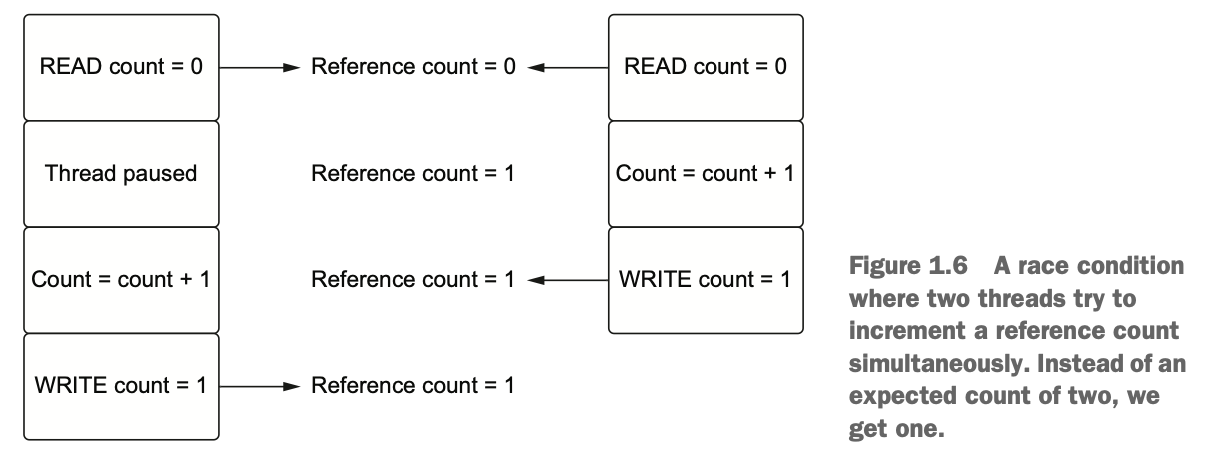 READ count = 0
Reference count = 0
READ count = 0
Thread paused
Reference count = 1
Count = count + 1
Count = count + 1
Reference count = 1
WRITE count = 1
WRITE count = 1
Reference count = 1
Figure 1.6 A race condition
where two threads try to
increment a reference count
simultaneously. Instead of an
expected count of two, we
get one.